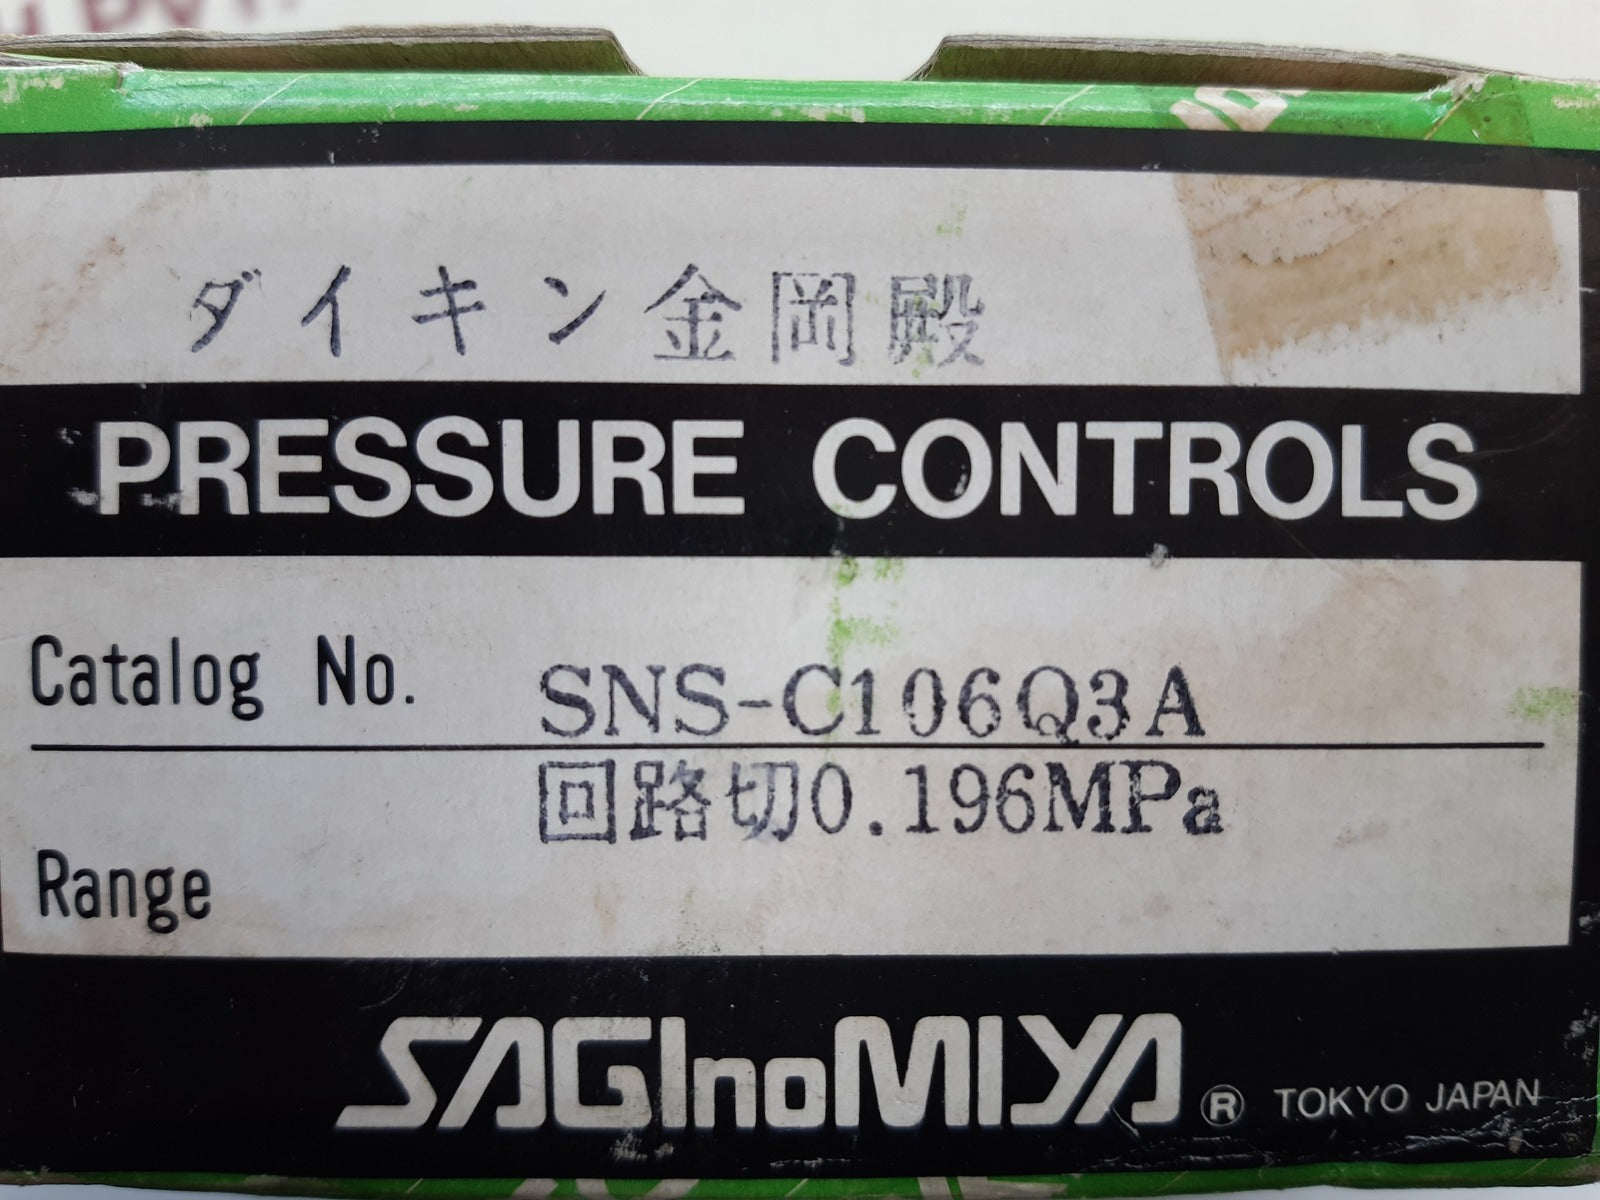 ダイキン金岡殿
PRESSURE CONTROLS
Catalog No. SNS-C106Q3A
回路切0.196MPa
Range
SAGInoMIYA ® TOKYO JAPAN